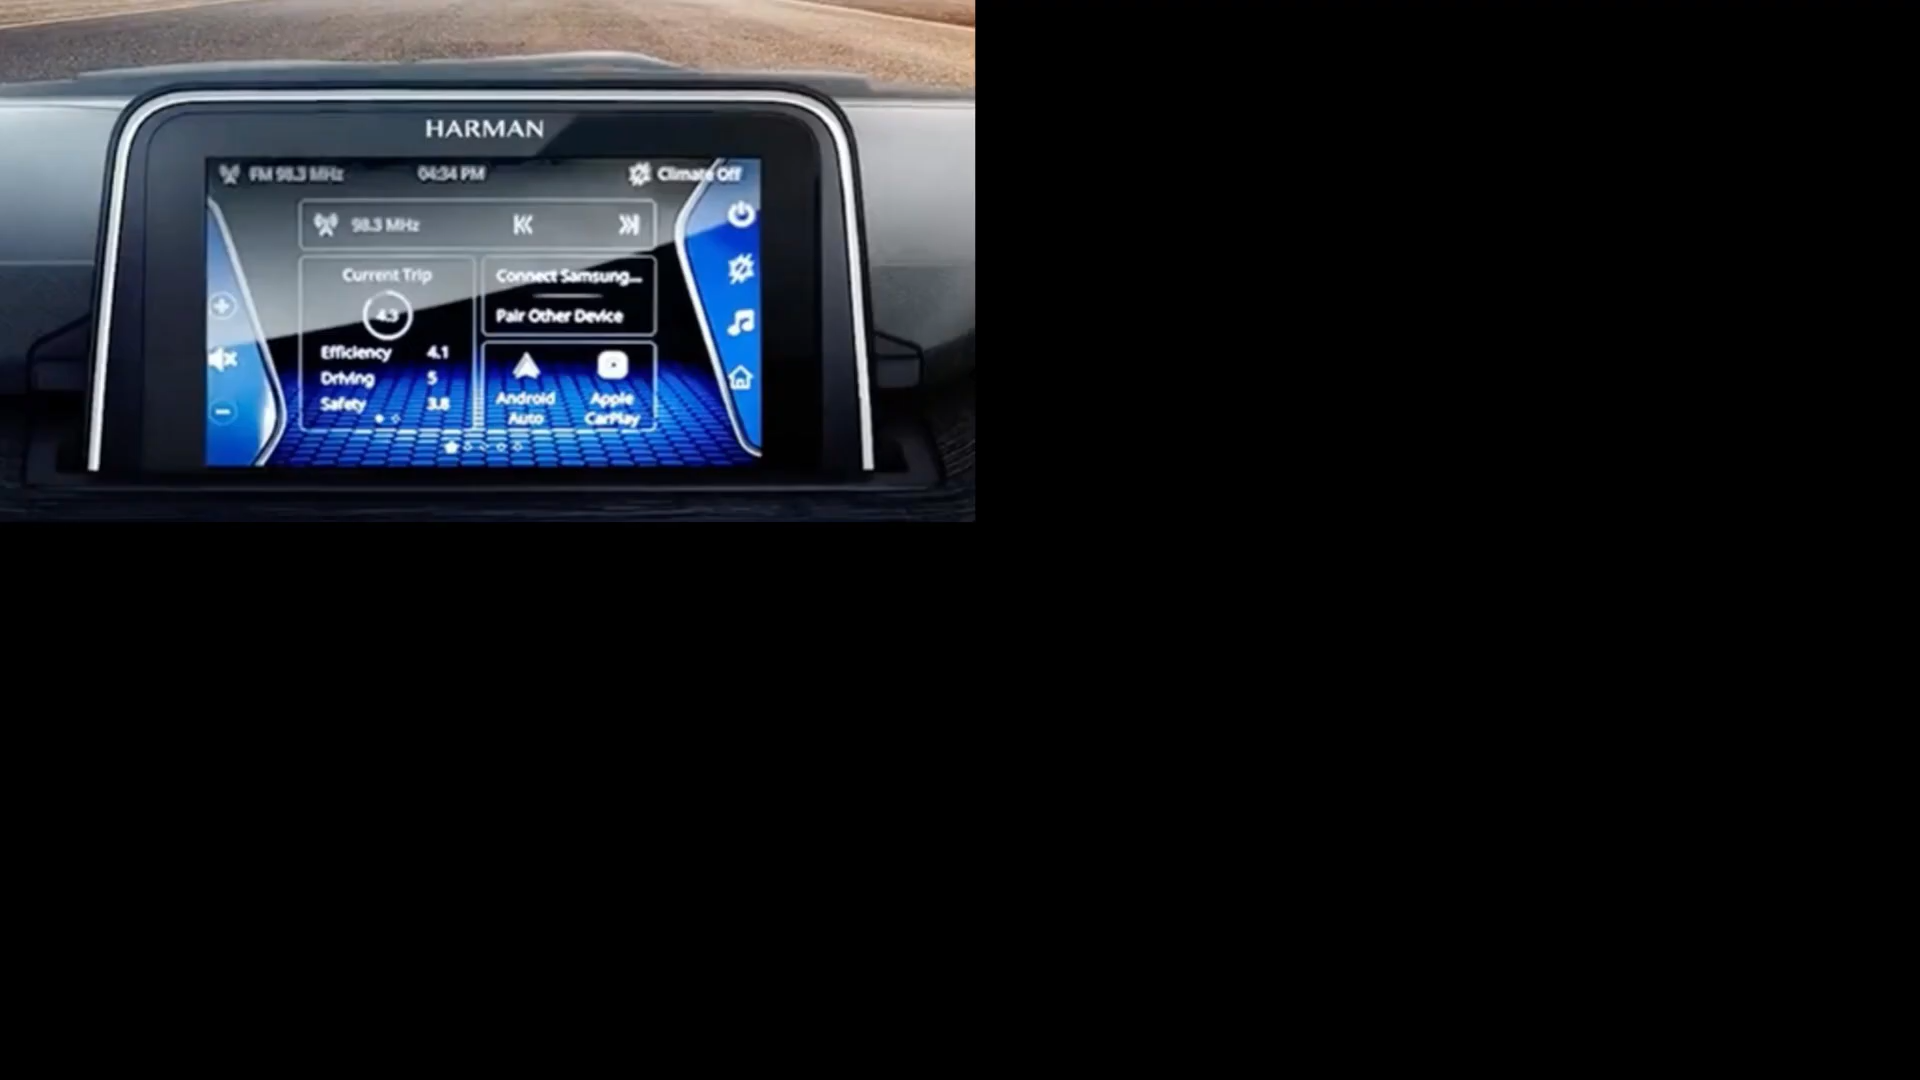 HARMAN
FM 98.3 MHz
04:34 PM
Climate Off
98.3 MHz
Current Trip
4.3
Efficiency 4.1
Driving 5
Safety 3.8
Connect Samsung...
Pair Other Device
Android
Auto
Apple
CarPlay